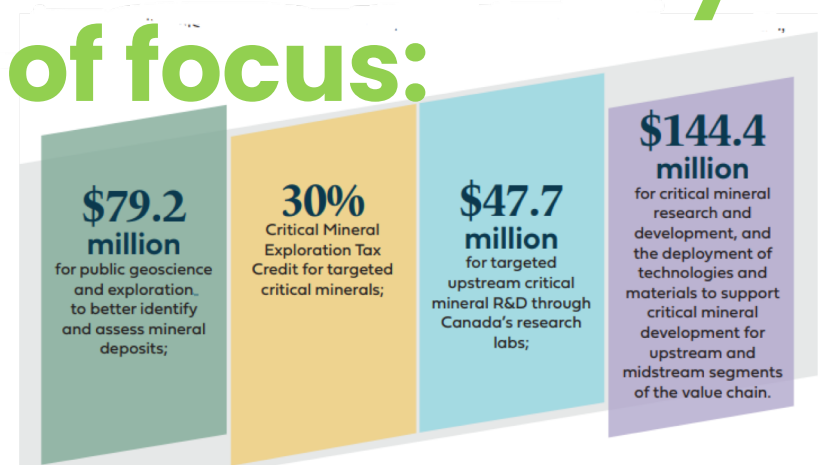 of focus:
$79.2
million
for public geoscience
and exploration
to better identify
and assess mineral
deposits;
30%
Critical Mineral
Exploration Tax
Credit for targeted
critical minerals;
$47.7
million
for targeted
upstream critical
mineral R&D through
Canada's research
labs;
$144.4
million
for critical mineral
research and
development, and
the deployment of
technologies and
materials to support
critical mineral
development for
upstream and
midstream segments
of the value chain.